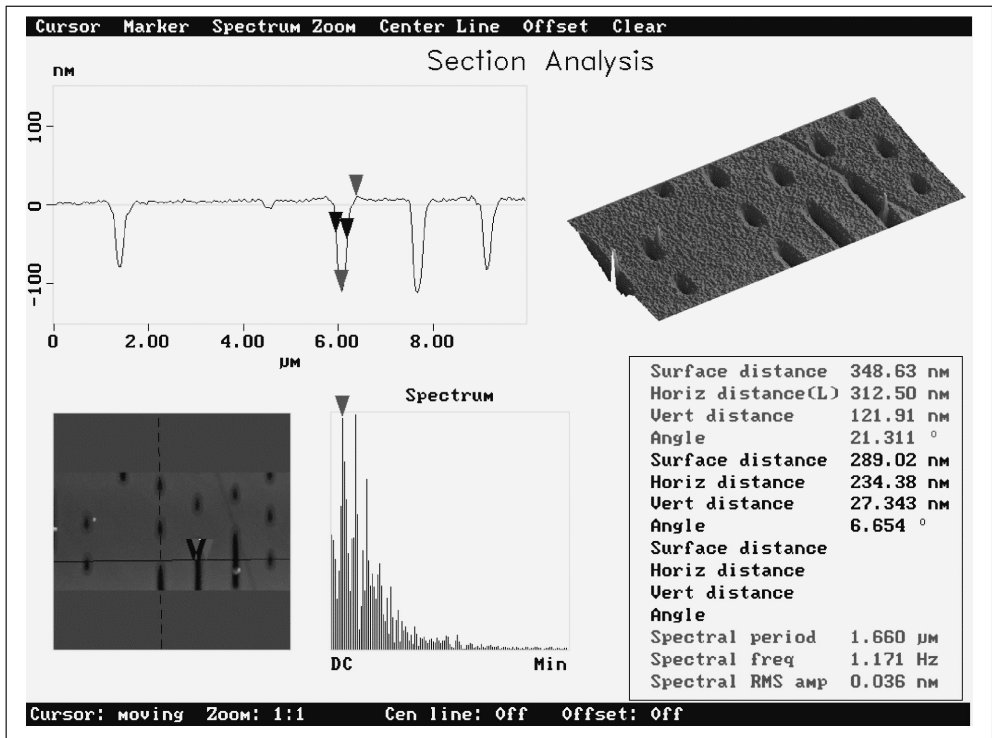 Cursor Marker Spectrum Zoom Center Line Offset Clear
Section Analysis
nM
100
0
-100
0 2.00 4.00 6.00 8.00
µM
Spectrum
DC Min
Surface distance 348.63 nM
Horiz distance(L) 312.50 nM
Vert distance 121.91 nM
Angle 21.311 °
Surface distance 289.02 nM
Horiz distance 234.38 nM
Vert distance 27.343 nM
Angle 6.654 °
Surface distance
Horiz distance
Vert distance
Angle
Spectral period 1.660 µM
Spectral freq 1.171 Hz
Spectral RMS amp 0.036 nM
Cursor: moving Zoom: 1:1 Cen line: Off Offset: Off